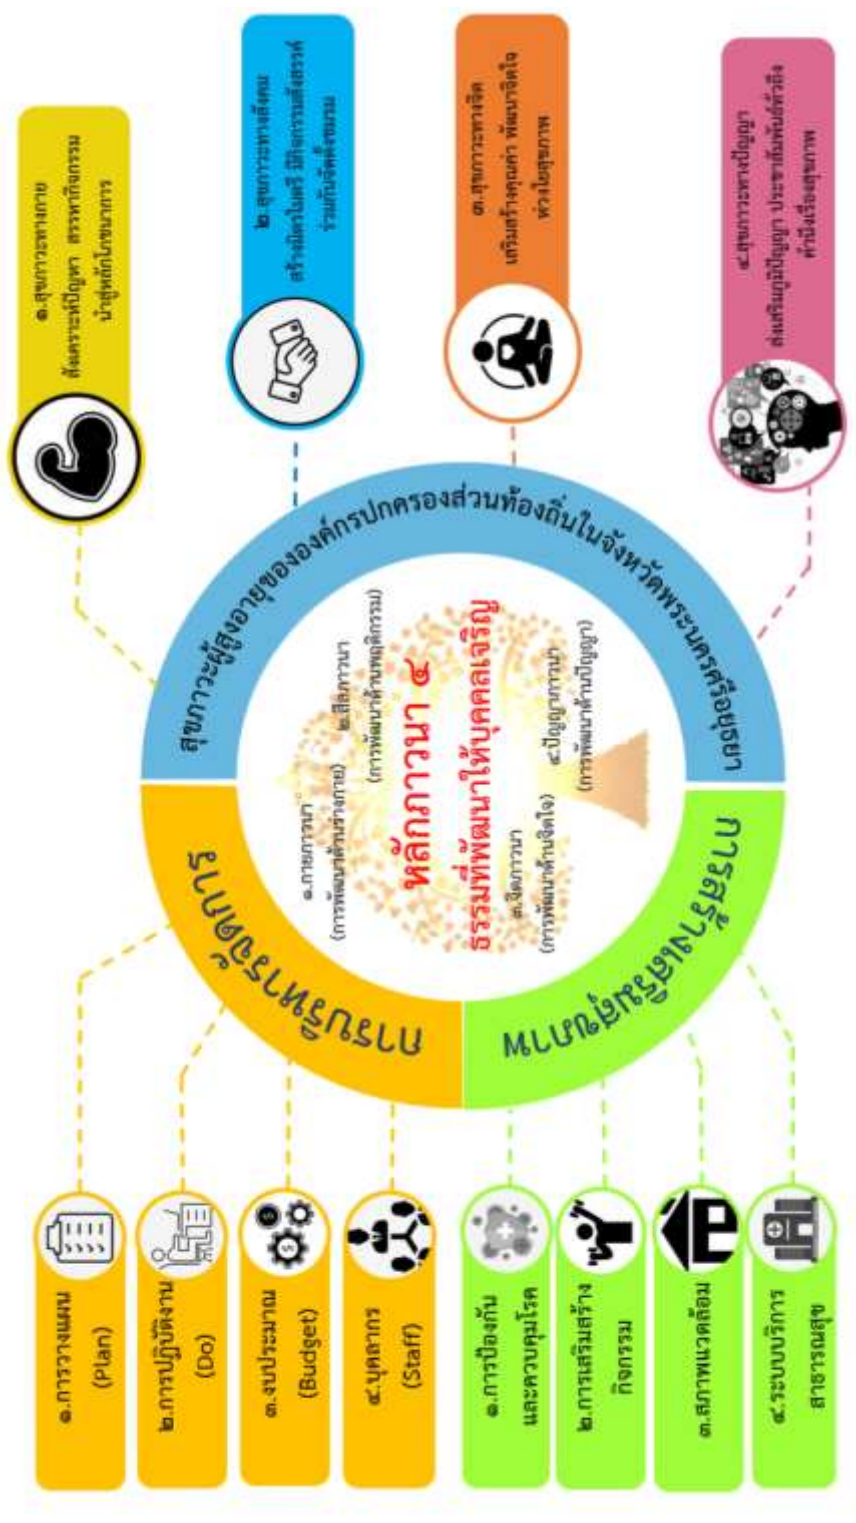 ๑.การวางแผน
(Plan)
๒.การปฏิบัติงาน
(Do)
๓.งบประมาณ
(Budget)
๔.บุคลากร
(Staff)
๑.การป้องกัน
และควบคุมโรค
๒.การเสริมสร้าง
กิจกรรม
๓.สภาพแวดล้อม
๔.ระบบบริการ
สาธารณสุข
การบริหารจัดการ
การสร้างเสริมสุขภาพ
สุขภาวะผู้สูงอายุขององค์กรปกครองส่วนท้องถิ่นในจังหวัดพระนครศรีอยุธยา
๑.กายภาวนา
(การพัฒนาด้านร่างกาย)
๒.สีลภาวนา
(การพัฒนาด้านพฤติกรรม)
หลักภาวนา ๔
ธรรมที่พัฒนาให้บุคคลเจริญ
๓.จิตภาวนา
(การพัฒนาด้านจิตใจ)
๔.ปัญญาภาวนา
(การพัฒนาด้านปัญญา)
๑.สุขภาวะทางกาย
สังเคราะห์ปัญหา สรรหากิจกรรม
นำสู่หลักโภชนาการ
๒.สุขภาวะทางสังคม
สร้างมิตรไมตรี มีกิจกรรมสังสรรค์
ร่วมกันจัดตั้งชมรม
๓.สุขภาวะทางจิต
เสริมสร้างคุณค่า พัฒนาจิตใจ
ห่วงใยสุขภาพ
๔.สุขภาวะทางปัญญา
ส่งเสริมภูมิปัญญา ประชาสัมพันธ์ทั่วถึง
คำนึงเรื่องสุขภาพ